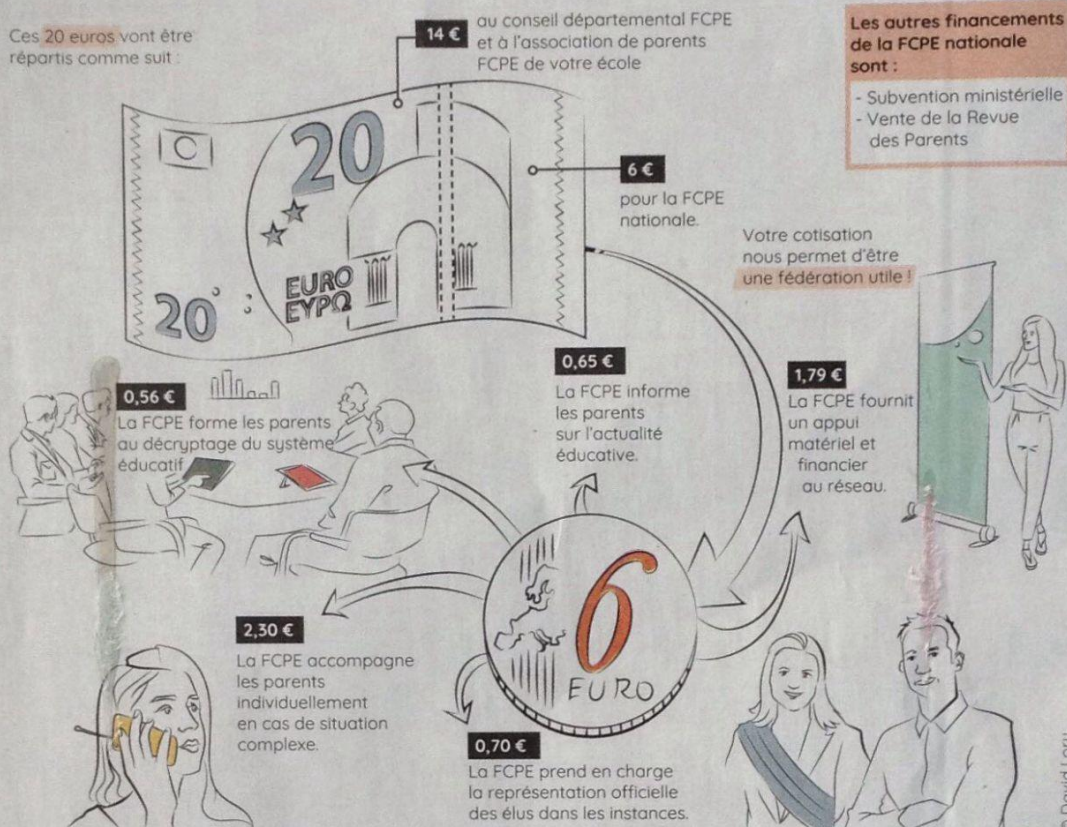 Ces 20 euros vont être
répartis comme suit :
14 €
au conseil départemental FCPE
et à l'association de parents
FCPE de votre école
Les autres financements
de la FCPE nationale
sont :
- Subvention ministérielle
- Vente de la Revue
des Parents
20
EURO
ΕΥΡΩ
20
6 €
pour la FCPE
nationale.
Votre cotisation
nous permet d'être
une fédération utile !
0,56 €
La FCPE forme les parents
au décryptage du système
éducatif
0,65 €
La FCPE informe
les parents
sur l'actualité
éducative.
1,79 €
La FCPE fournit
un appui
matériel et
financier
au réseau.
6
EURO
2,30 €
La FCPE accompagne
les parents
individuellement
en cas de situation
complexe.
0,70 €
La FCPE prend en charge
la représentation officielle
des élus dans les instances.
David Lory